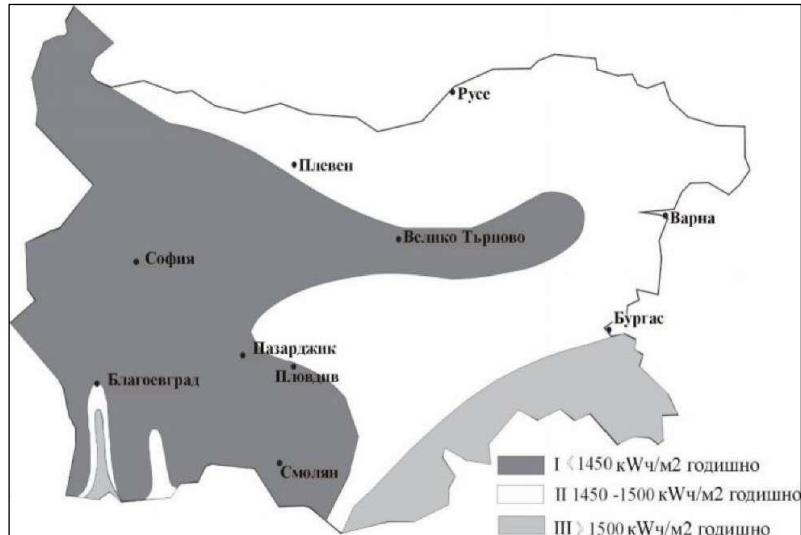 Русе
Плевен
Варна
Велико Търново
София
Бургас
Пазарджик
Благоевград
Пловдив
Смолян
I 〈 1450 кWч/м2 годишно
II 1450 -1500 кWч/м2 годишно
III 〉1500 кWч/м2 годишно